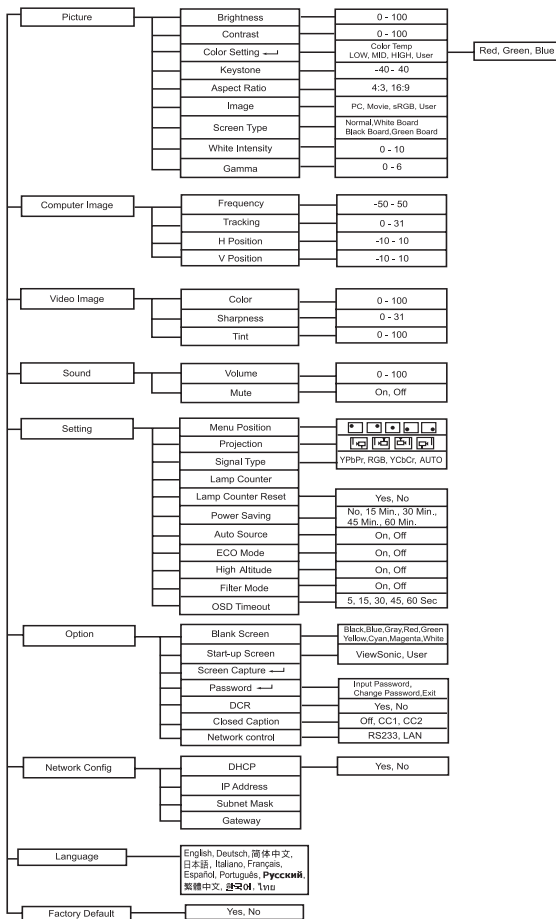 Picture
Brightness 0 - 100
Contrast 0 - 100
Color Setting ↵ Color Temp
LOW, MID, HIGH, User Red, Green, Blue
Keystone -40 - 40
Aspect Ratio 4:3, 16:9
Image PC, Movie, sRGB, User
Screen Type Normal,White Board
Black Board,Green Board
White Intensity 0 - 10
Gamma 0 - 6
Computer Image
Frequency -50 - 50
Tracking 0 - 31
H Position -10 - 10
V Position -10 - 10
Video Image
Color 0 - 100
Sharpness 0 - 31
Tint 0 - 100
Sound
Volume 0 - 100
Mute On, Off
Setting
Menu Position
Projection
Signal Type YPbPr, RGB, YCbCr, AUTO
Lamp Counter
Lamp Counter Reset Yes, No
Power Saving No, 15 Min., 30 Min.,
45 Min., 60 Min.
Auto Source On, Off
ECO Mode On, Off
High Altitude On, Off
Filter Mode On, Off
OSD Timeout 5, 15, 30, 45, 60 Sec
Option
Blank Screen Black,Blue,Gray,Red,Green
Yellow,Cyan,Magenta,White
Start-up Screen ViewSonic, User
Screen Capture ↵
Password ↵ Input Password,
Change Password,Exit
DCR Yes, No
Closed Caption Off, CC1, CC2
Network control RS233, LAN
Network Config
DHCP Yes, No
IP Address
Subnet Mask
Gateway
Language
English, Deutsch, 简体中文,
日本語, Italiano, Français,
Español, Português, Русский,
繁體中文, 한국어, ไทย
Factory Default Yes, No